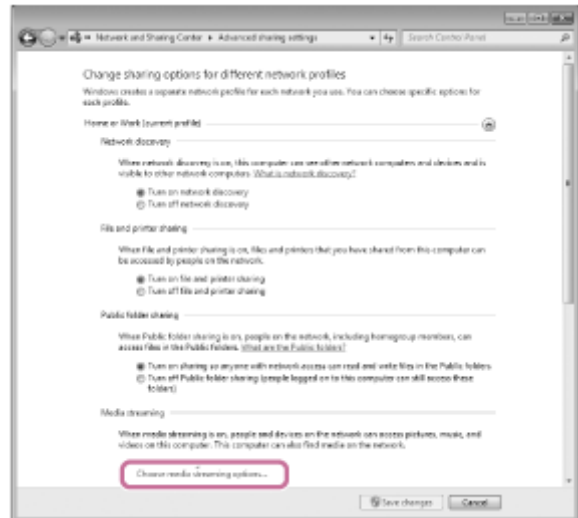 Network and Sharing Center ▸ Advanced sharing settings
Search Control Panel
Change sharing options for different network profiles
Windows creates a separate network profile for each network you use. You can choose specific options for
each profile.
Home or Work (current profile)
Network discovery
When network discovery is on, this computer can see other network computers and devices and is
visible to other network computers. What is network discovery?
Turn on network discovery
Turn off network discovery
File and printer sharing
When file and printer sharing is on, files and printers that you have shared from this computer can
be accessed by people on the network.
Turn on file and printer sharing
Turn off file and printer sharing
Public folder sharing
When Public folder sharing is on, people on the network, including homegroup members, can
access files in the Public folders. What are the Public folders?
Turn on sharing so anyone with network access can read and write files in the Public folders
Turn off Public folder sharing (people logged on to this computer can still access these
folders)
Media streaming
When media streaming is on, people and devices on the network can access pictures, music, and
videos on this computer. This computer can also find media on the network.
Choose media streaming options...
Save changes
Cancel